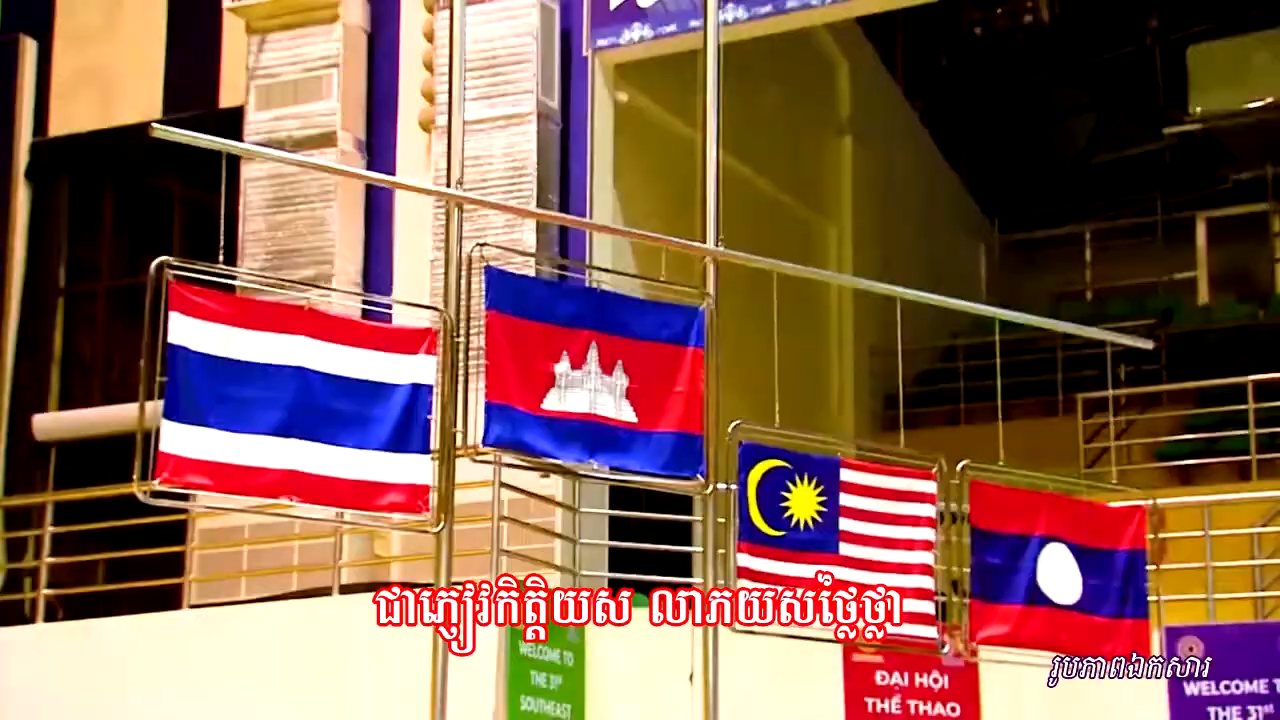 ជាភ្ញៀវកិត្តិយស លាភយសថ្លៃថ្លា
រូបភាពឯកសារ
WELCOME TO
THE 31st
SOUTHEAST
ĐẠI HỘI
THỂ THAO
WELCOME T
THE 31st